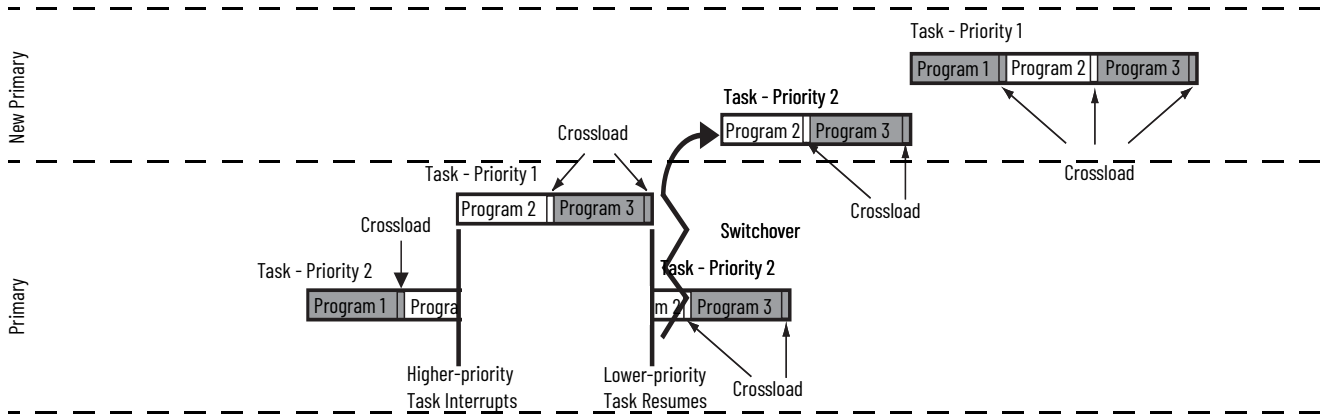 New Primary
Task - Priority 1
Program 1 Program 2 Program 3
Crossload
Task - Priority 2
Program 2 Program 3
Crossload
Crossload
Task - Priority 1
Program 2 Program 3
Primary
Crossload
Task - Priority 2
Program 1 Progra
Switchover
Task - Priority 2
m 2 Program 3
Crossload
Higher-priority
Task Interrupts
Lower-priority
Task Resumes